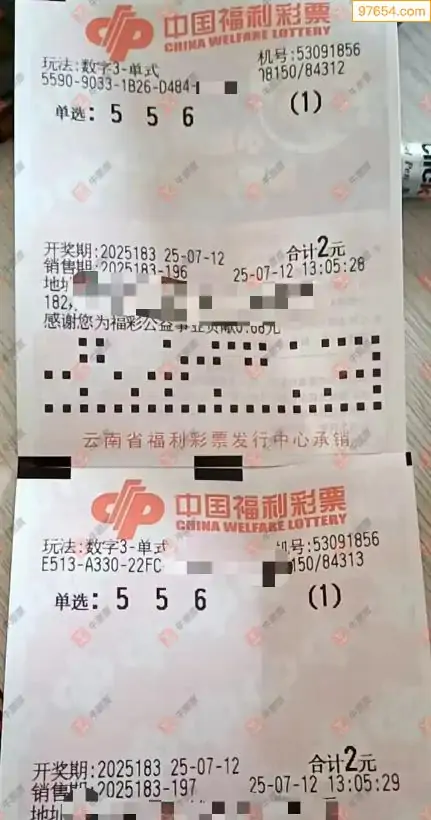 97654.com
中国福利彩票
CHINA WELFARE LOTTERY
玩法:数字3-单式 机号:53091856
5590-9033-1B26-D484- 08150/84312
单选: 5 5 6 (1)
开奖期:2025183 25-07-12 合计2元
销售期:2025183-196 25-07-12 13:05:28
地址
182,
感谢您为福彩公益事业贡献0.68元
云南省福利彩票发行中心承销
中国福利彩票
CHINA WELFARE LOTTERY
玩法:数字3-单式 机号:53091856
E513-A330-22FC 150/84313
单选: 5 5 6 (1)
开奖期:2025183 25-07-12 合计2元
销售期:2025183-197 25-07-12 13:05:29
地址